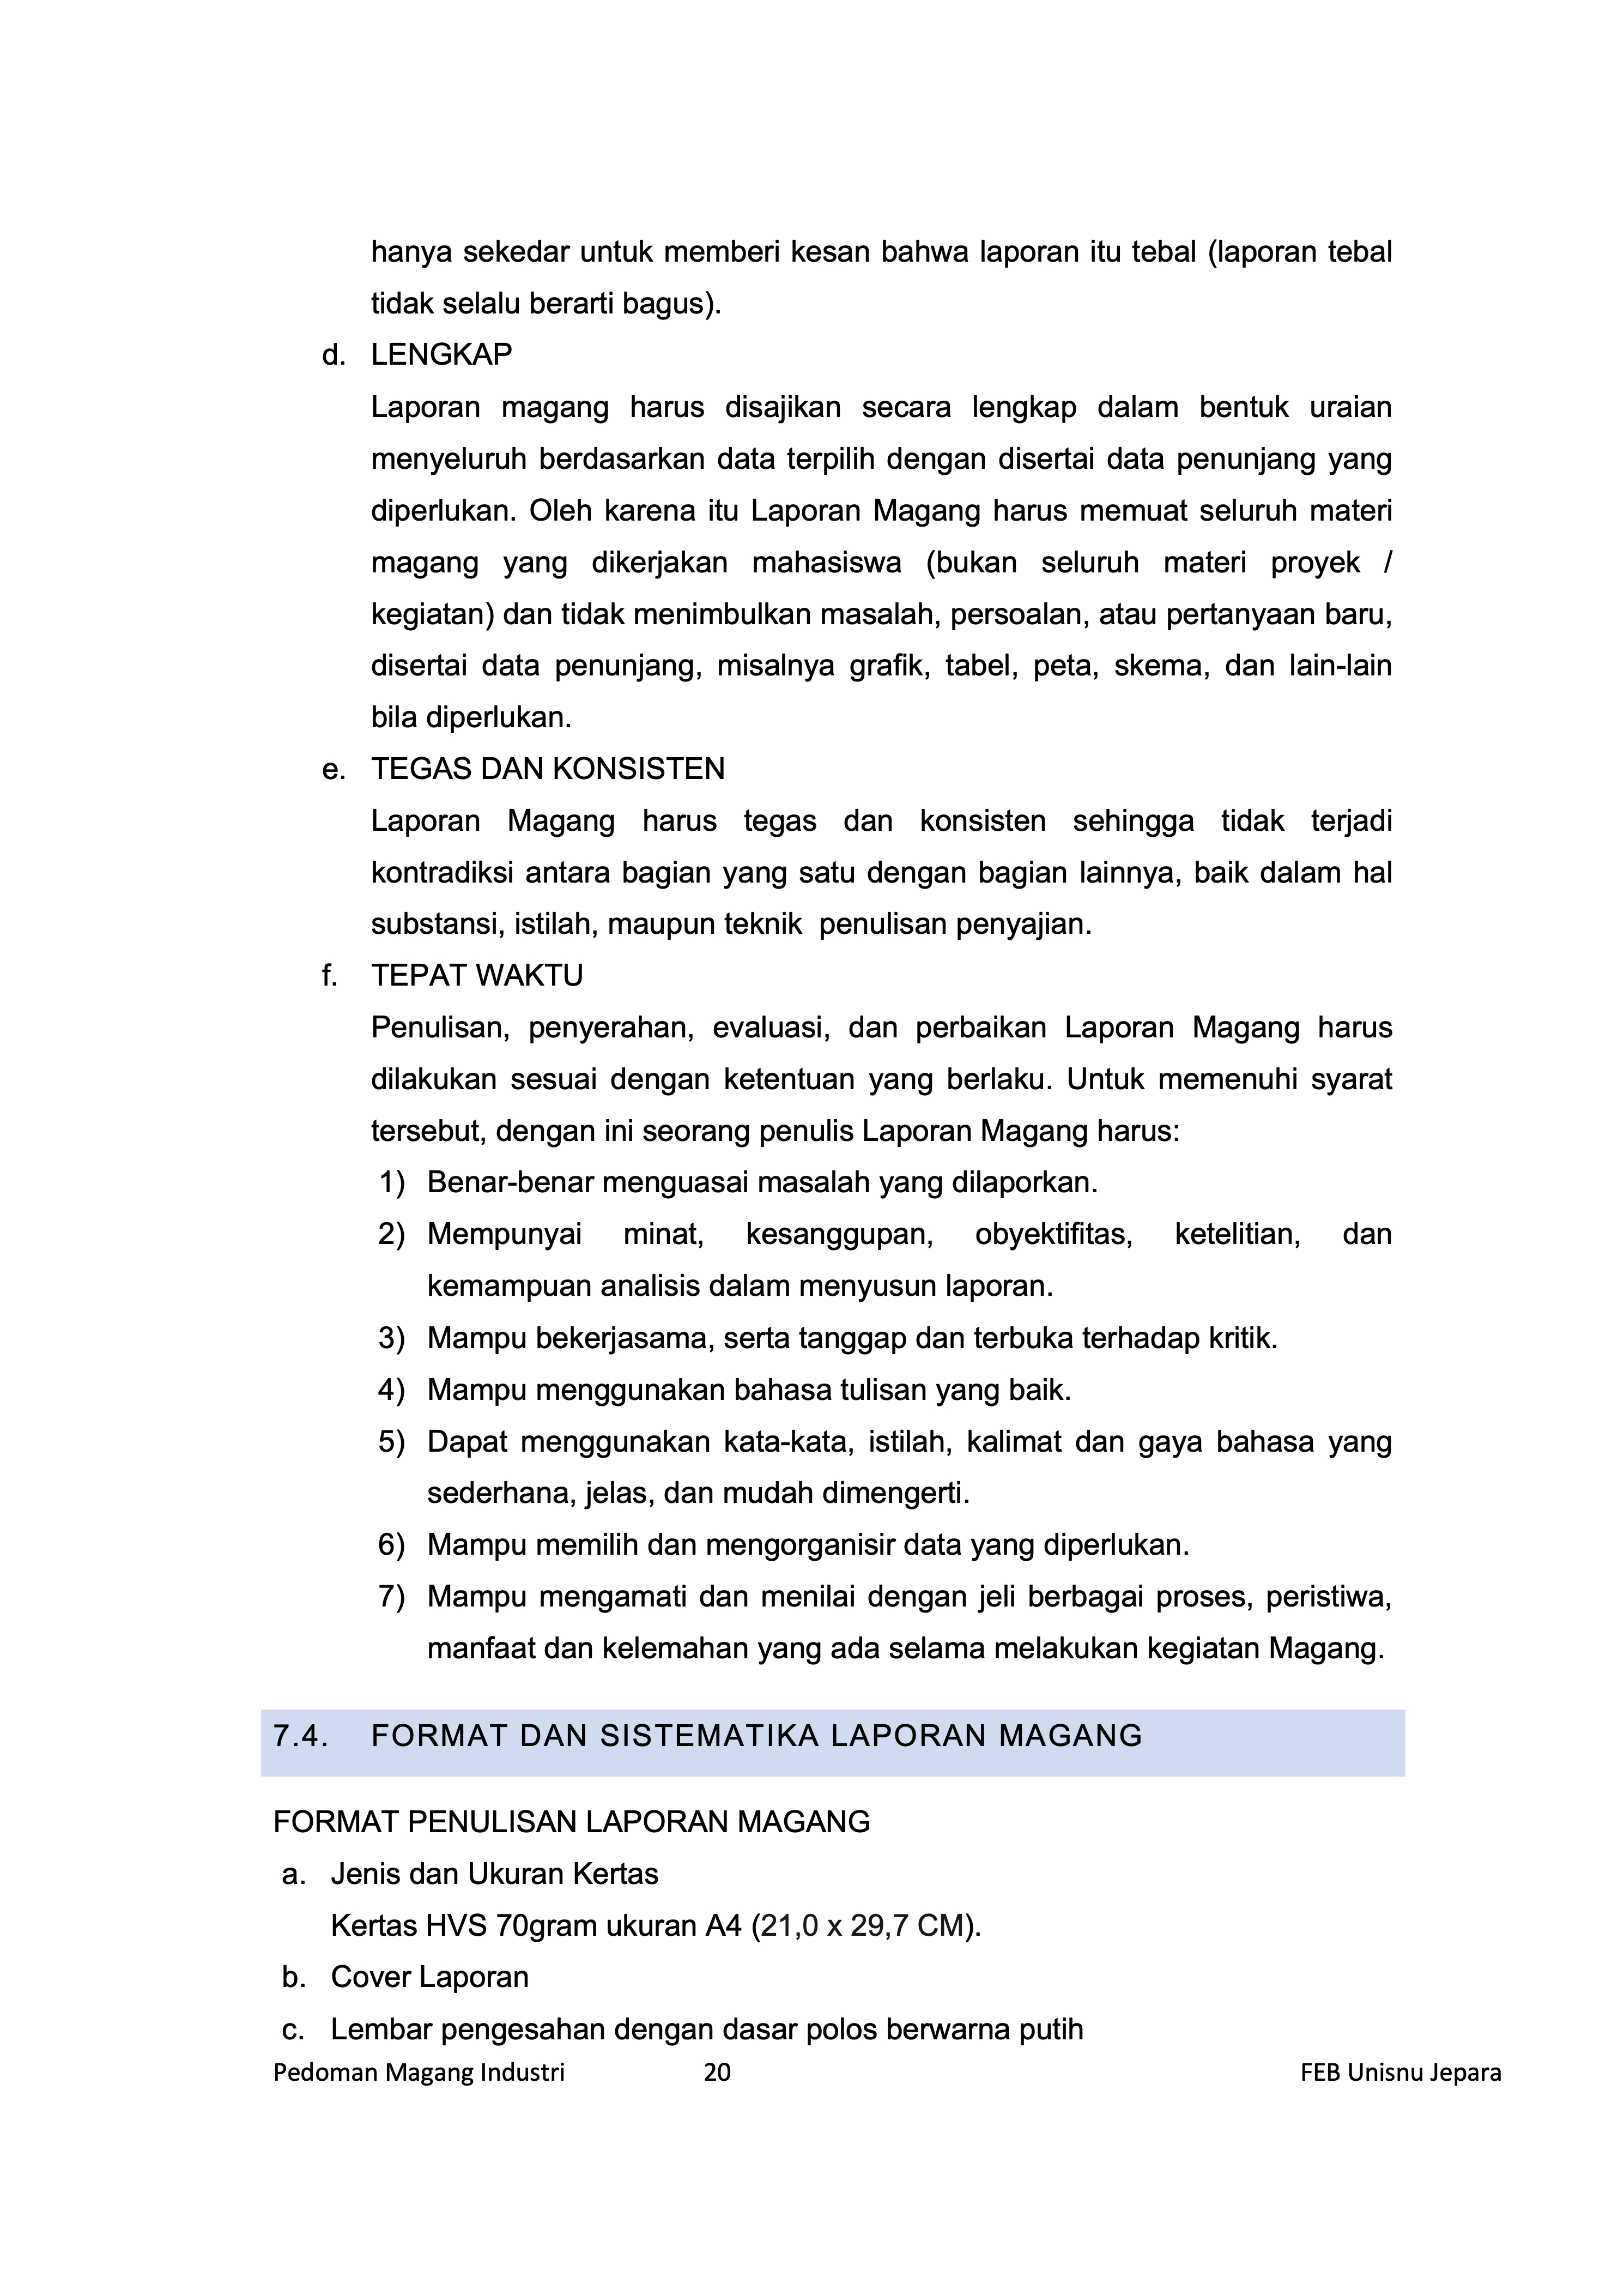 hanya sekedar untuk memberi kesan bahwa laporan itu tebal (laporan tebal
tidak selalu berarti bagus).
d. LENGKAP
Laporan magang harus disajikan secara lengkap dalam bentuk uraian
menyeluruh berdasarkan data terpilih dengan disertai data penunjang yang
diperlukan. Oleh karena itu Laporan Magang harus memuat seluruh materi
magang yang dikerjakan mahasiswa (bukan seluruh materi proyek /
kegiatan) dan tidak menimbulkan masalah, persoalan, atau pertanyaan baru,
disertai data penunjang, misalnya grafik, tabel, peta, skema, dan lain-lain
bila diperlukan.
e. TEGAS DAN KONSISTEN
Laporan Magang harus tegas dan konsisten sehingga tidak terjadi
kontradiksi antara bagian yang satu dengan bagian lainnya, baik dalam hal
substansi, istilah, maupun teknik  penulisan penyajian.
f. TEPAT WAKTU
Penulisan, penyerahan, evaluasi, dan perbaikan Laporan Magang harus
dilakukan sesuai dengan ketentuan yang berlaku. Untuk memenuhi syarat
tersebut, dengan ini seorang penulis Laporan Magang harus:
1) Benar-benar menguasai masalah yang dilaporkan.
2) Mempunyai minat, kesanggupan, obyektifitas, ketelitian, dan
kemampuan analisis dalam menyusun laporan.
3) Mampu bekerjasama, serta tanggap dan terbuka terhadap kritik.
4) Mampu menggunakan bahasa tulisan yang baik.
5) Dapat menggunakan kata-kata, istilah, kalimat dan gaya bahasa yang
sederhana, jelas, dan mudah dimengerti.
6) Mampu memilih dan mengorganisir data yang diperlukan.
7) Mampu mengamati dan menilai dengan jeli berbagai proses, peristiwa,
manfaat dan kelemahan yang ada selama melakukan kegiatan Magang.
7.4. FORMAT DAN SISTEMATIKA LAPORAN MAGANG
FORMAT PENULISAN LAPORAN MAGANG
a. Jenis dan Ukuran Kertas
Kertas HVS 70gram ukuran A4 (21,0 x 29,7 CM).
b. Cover Laporan
c. Lembar pengesahan dengan dasar polos berwarna putih
Pedoman Magang Industri 20 FEB Unisnu Jepara